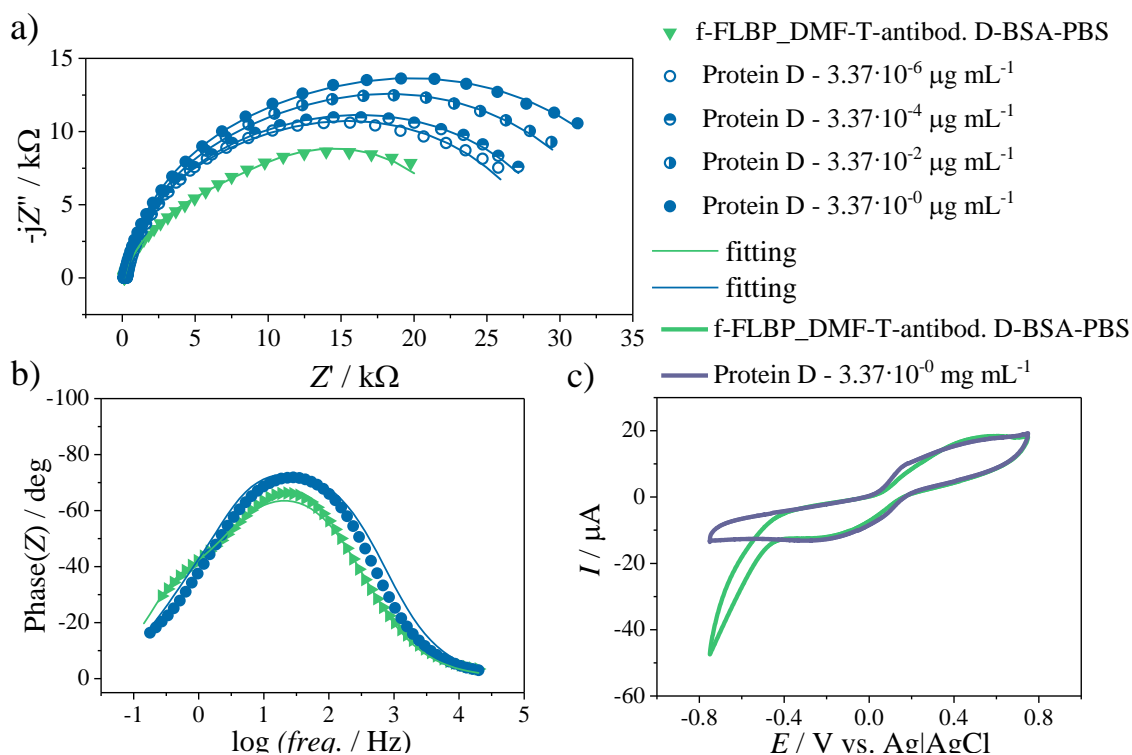 a)
15
10
5
0
-jZ" / kΩ
0 5 10 15 20 25 30 35
Z' / kΩ
f-FLBP_DMF-T-antibod. D-BSA-PBS
Protein D - 3.37·10-6 μg mL-1
Protein D - 3.37·10-4 μg mL-1
Protein D - 3.37·10-2 μg mL-1
Protein D - 3.37·10-0 μg mL-1
fitting
fitting
f-FLBP_DMF-T-antibod. D-BSA-PBS
Protein D - 3.37·10-0 mg mL-1
b)
-100
-80
-60
-40
-20
0
Phase(Z) / deg
-1 0 1 2 3 4 5
log (freq. / Hz)
c)
20
0
-20
-40
-60
I / μA
-0.8 -0.4 0.0 0.4 0.8
E / V vs. Ag|AgCl